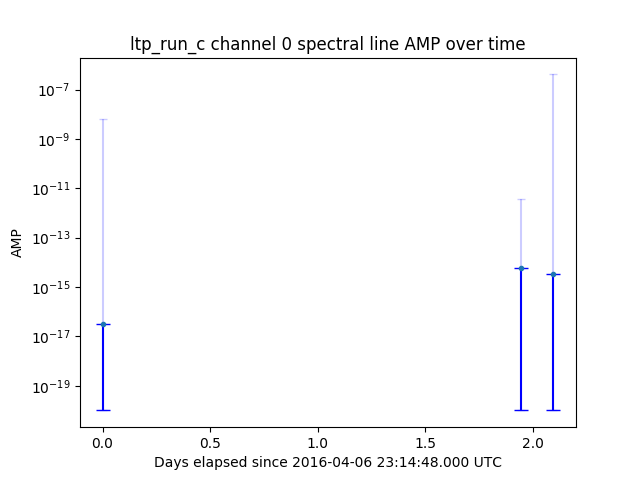 ltp_run_c channel 0 spectral line AMP over time
AMP
10⁻⁷
10⁻⁹
10⁻¹¹
10⁻¹³
10⁻¹⁵
10⁻¹⁷
10⁻¹⁹
0.0 0.5 1.0 1.5 2.0
Days elapsed since 2016-04-06 23:14:48.000 UTC